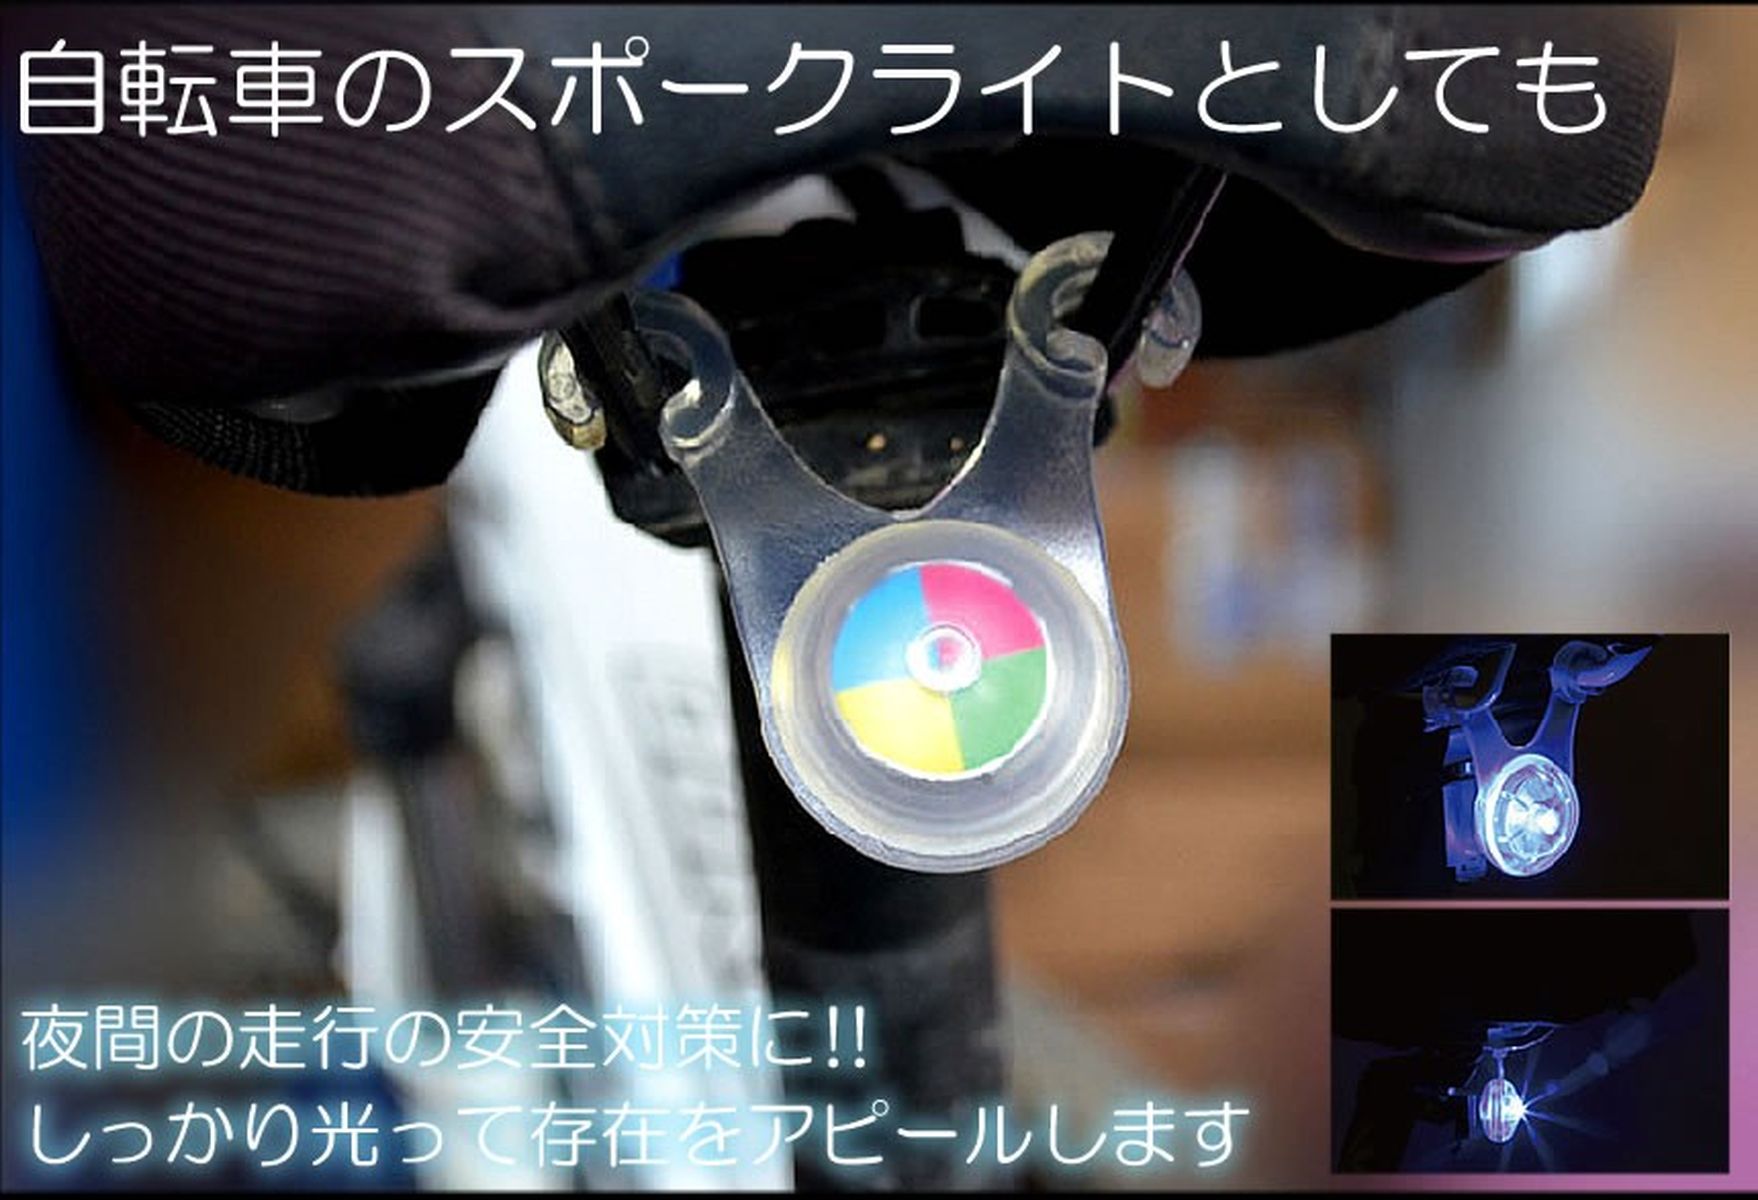 自転車のスポークライトとしても
夜間の走行の安全対策に!!
しっかり光って存在をアピールします